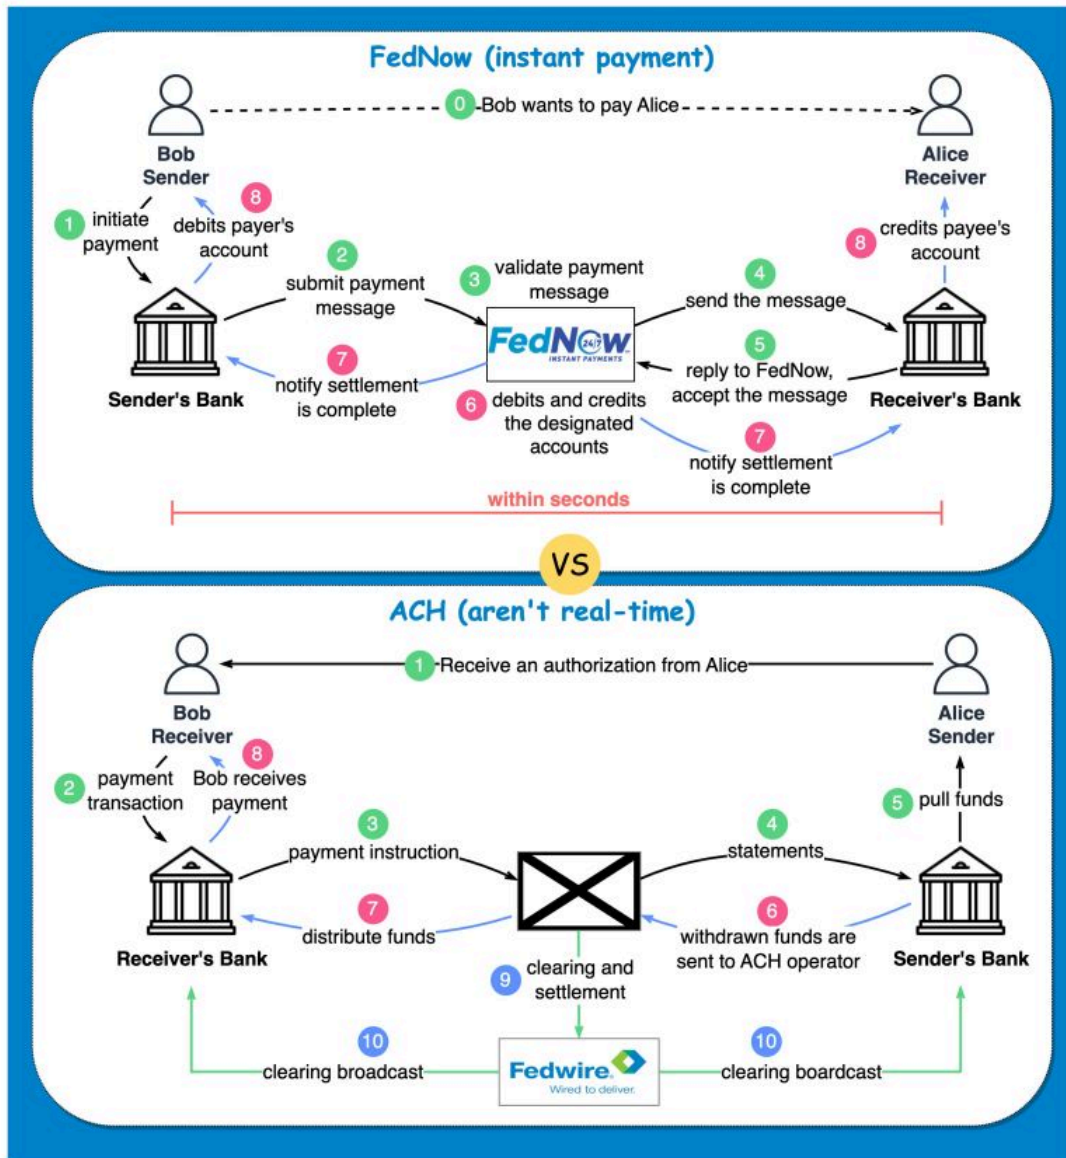 FedNow (instant payment)
0
Bob wants to pay Alice
Bob
Sender
Alice
Receiver
1
initiate
payment
8
debits payer's
account
2
submit payment
message
3
validate payment
message
4
send the message
8
credits payee's
account
FedNow
24/7
INSTANT PAYMENTS
5
reply to FedNow,
accept the message
7
notify settlement
is complete
6
debits and credits
the designated
accounts
7
notify settlement
is complete
Sender's Bank
Receiver's Bank
within seconds
VS
ACH (aren't real-time)
1
Receive an authorization from Alice
Bob
Receiver
Alice
Sender
2
payment
transaction
8
Bob receives
payment
3
payment instruction
4
statements
5
pull funds
7
distribute funds
6
withdrawn funds are
sent to ACH operator
Receiver's Bank
Sender's Bank
9
clearing and
settlement
10
clearing broadcast
Fedwire
Wired to deliver.
10
clearing boardcast